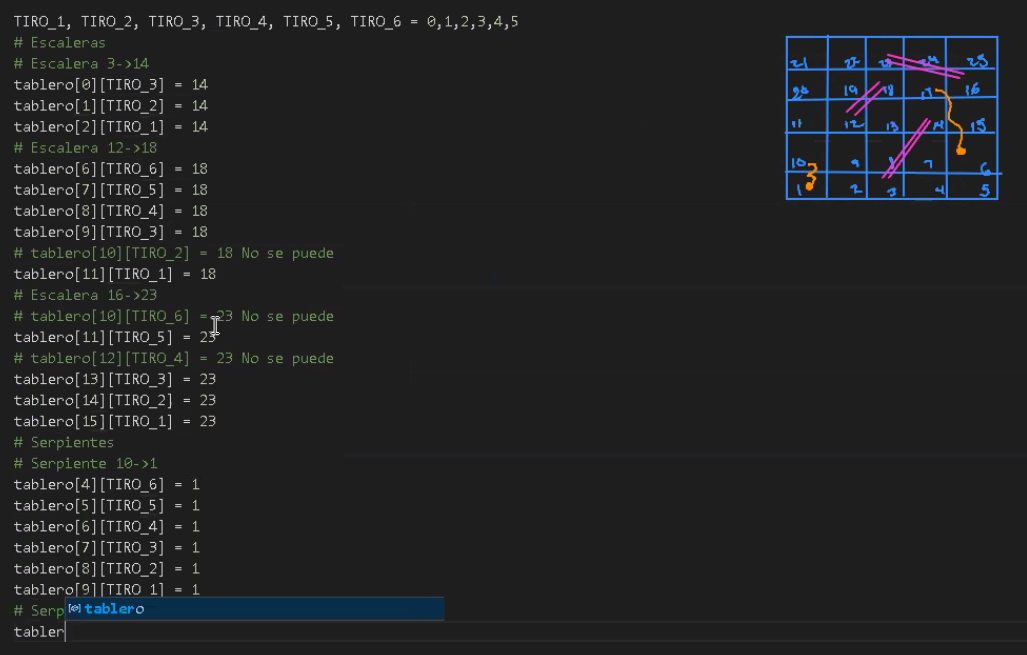 TIRO_1, TIRO_2, TIRO_3, TIRO_4, TIRO_5, TIRO_6 = 0,1,2,3,4,5
# Escaleras
# Escalera 3->14
tablero[0][TIRO_3] = 14
tablero[1][TIRO_2] = 14
tablero[2][TIRO_1] = 14
# Escalera 12->18
tablero[6][TIRO_6] = 18
tablero[7][TIRO_5] = 18
tablero[8][TIRO_4] = 18
tablero[9][TIRO_3] = 18
# tablero[10][TIRO_2] = 18 No se puede
tablero[11][TIRO_1] = 18
# Escalera 16->23
# tablero[10][TIRO_6] = 23 No se puede
tablero[11][TIRO_5] = 23
# tablero[12][TIRO_4] = 23 No se puede
tablero[13][TIRO_3] = 23
tablero[14][TIRO_2] = 23
tablero[15][TIRO_1] = 23
# Serpientes
# Serpiente 10->1
tablero[4][TIRO_6] = 1
tablero[5][TIRO_5] = 1
tablero[6][TIRO_4] = 1
tablero[7][TIRO_3] = 1
tablero[8][TIRO_2] = 1
tablero[9][TIRO_1] = 1
# Serp
tablero
tabler
21 22 23 24 25
20 19 18 17 16
11 12 13 14 15
10 9 7 6
1 2 3 4 5